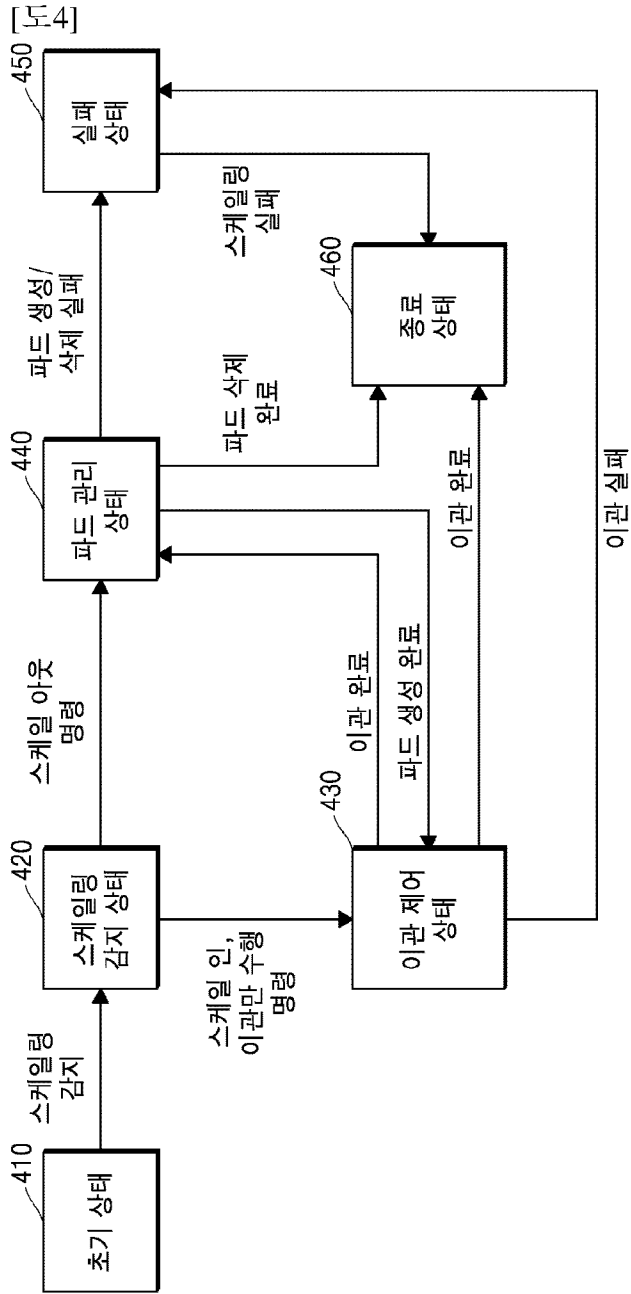 [도4]
410
초기 상태
스케일링
감지
420
스케일링
감지 상태
스케일 아웃
명령
440
파드 관리
상태
파드 생성/
삭제 실패
450
실패
상태
스케일 인,
이관만 수행
명령
430
이관 제어
상태
이관 완료
파드 생성 완료
파드 삭제
완료
스케일링
실패
460
종료
상태
이관 완료
이관 실패